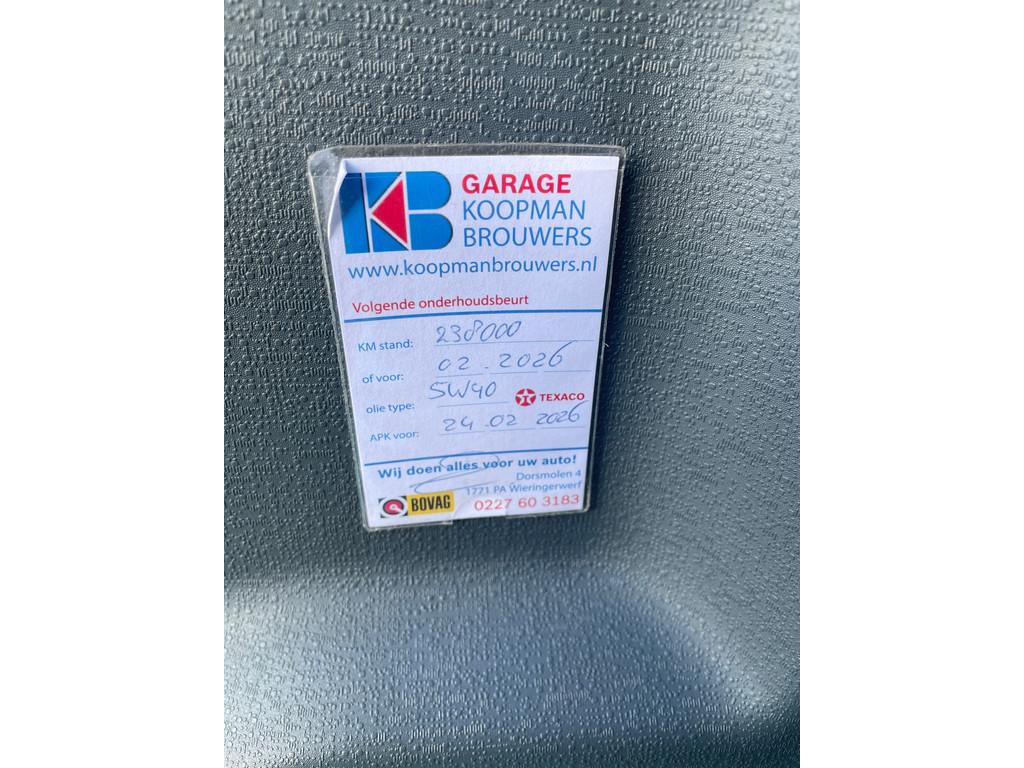 KB
GARAGE
KOOPMAN
BROUWERS
www.koopmanbrouwers.nl
Volgende onderhoudsbeurt
KM stand: 238000
of voor: 02 . 2026
olie type: 5W40 TEXACO
APK voor: 24 .02 2026
Wij doen alles voor uw auto!
Dorsmolen 4
1771 PA Wieringerwerf
BOVAG 0227 60 3183